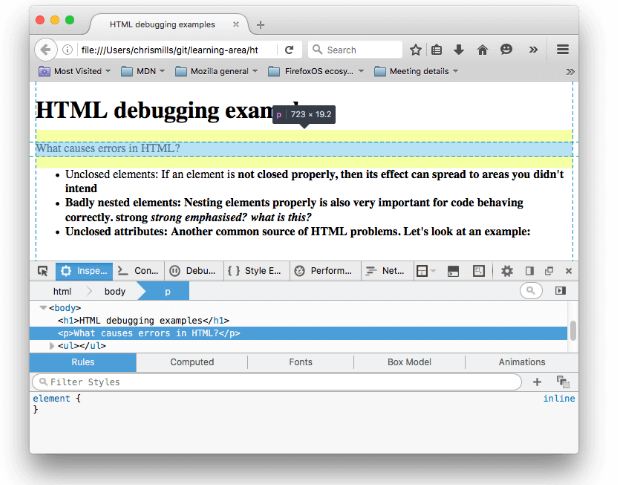 HTML debugging examples
file:///Users/chrismills/git/learning-area/ht
Search
Most Visited
MDN
Mozilla general
FirefoxOS ecosy...
Meeting details
HTML debugging exam
p 723 × 19.2
What causes errors in HTML?
Unclosed elements: If an element is not closed properly, then its effect can spread to areas you didn't
intend
Badly nested elements: Nesting elements properly is also very important for code behaving
correctly. strong strong emphasised? what is this?
Unclosed attributes: Another common source of HTML problems. Let's look at an example:
Inspe... Con... Debu... { } Style E... Perform... Net...
html body p
<body>
<h1>HTML debugging examples</h1>
<p>What causes errors in HTML?</p>
<ul></ul>
Rules Computed Fonts Box Model Animations
Filter Styles
element { inline
}